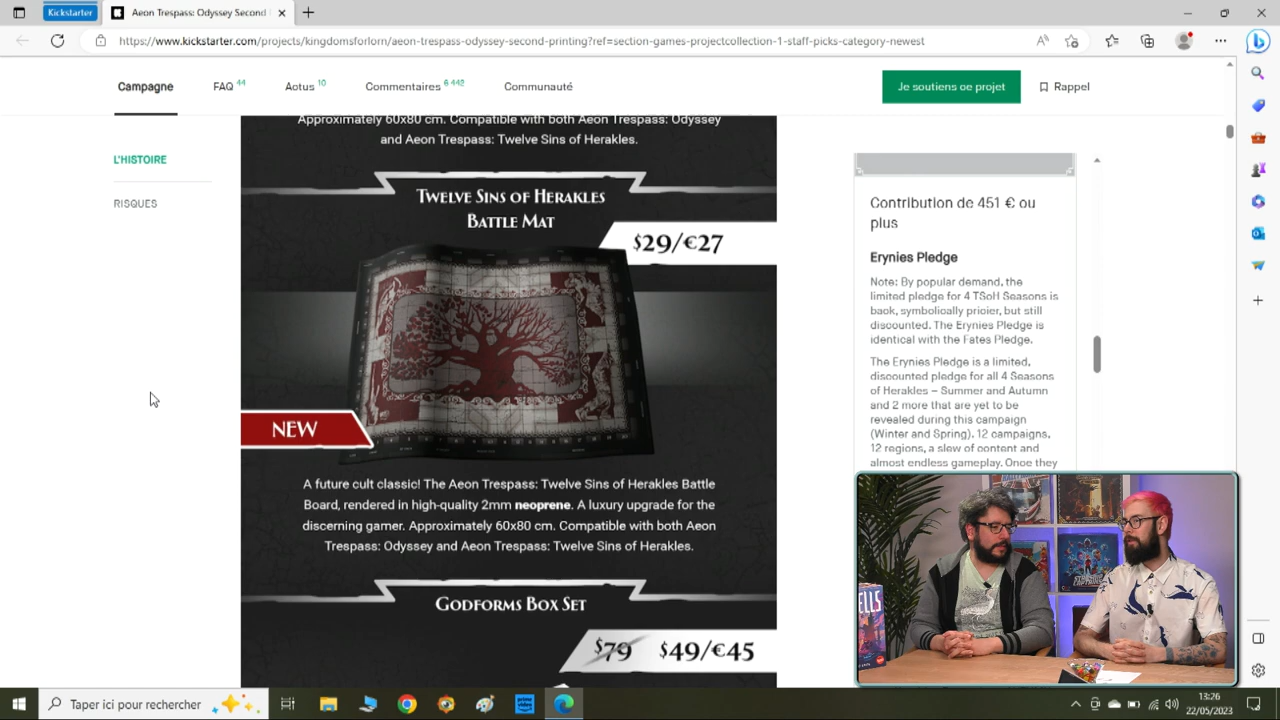 Kickstarter
Aeon Trespass: Odyssey Second
https://www.kickstarter.com/projects/kingdomsforlorn/aeon-trespass-odyssey-second-printing?ref=section-games-projectcollection-1-staff-picks-category-newest
Campagne
FAQ 44
Actus 10
Commentaires 6 442
Communauté
Je soutiens ce projet
Rappel
L'HISTOIRE
RISQUES
Approximately 60x80 cm. Compatible with both Aeon Trespass: Odyssey
and Aeon Trespass: Twelve Sins of Herakles.
Twelve Sins of Herakles
Battle Mat
$29/€27
NEW
A future cult classic! The Aeon Trespass: Twelve Sins of Herakles Battle
Board, rendered in high-quality 2mm neoprene. A luxury upgrade for the
discerning gamer. Approximately 60x80 cm. Compatible with both Aeon
Trespass: Odyssey and Aeon Trespass: Twelve Sins of Herakles.
Godforms Box Set
$79 $49/€45
Contribution de 451 € ou
plus
Erynies Pledge
Note: By popular demand, the
limited pledge for 4 TSoH Seasons is
back, symbolically pricier, but still
discounted. The Erynies Pledge is
identical with the Fates Pledge.
The Erynies Pledge is a limited,
discounted pledge for all 4 Seasons
of Herakles – Summer and Autumn
and 2 more that are yet to be
revealed during this campaign
(Winter and Spring). 12 campaigns,
12 regions, a slew of content and
almost endless gameplay. Once they
ELLS
Taper ici pour rechercher
13:26
22/05/2023